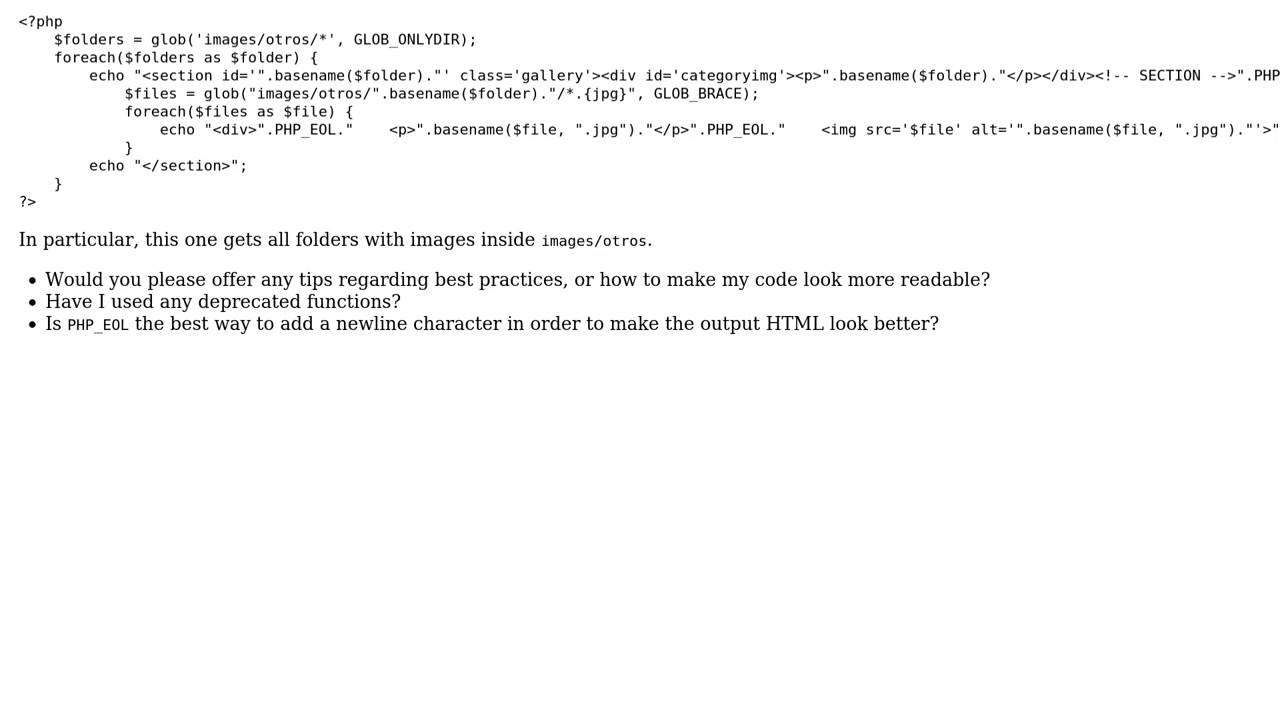 <?php
    $folders = glob('images/otros/*', GLOB_ONLYDIR);
    foreach($folders as $folder) {
        echo "<section id='".basename($folder)."' class='gallery'><div id='categoryimg'><p>".basename($folder)."</p></div><!-- SECTION -->".PHP
            $files = glob("images/otros/".basename($folder)."/*.{jpg}", GLOB_BRACE);
            foreach($files as $file) {
                echo "<div>".PHP_EOL."    <p>".basename($file, ".jpg")."</p>".PHP_EOL."    <img src='$file' alt='".basename($file, ".jpg")."'>"
            }
        echo "</section>";
    }
?>
In particular, this one gets all folders with images inside images/otros.
• Would you please offer any tips regarding best practices, or how to make my code look more readable?
• Have I used any deprecated functions?
• Is PHP_EOL the best way to add a newline character in order to make the output HTML look better?